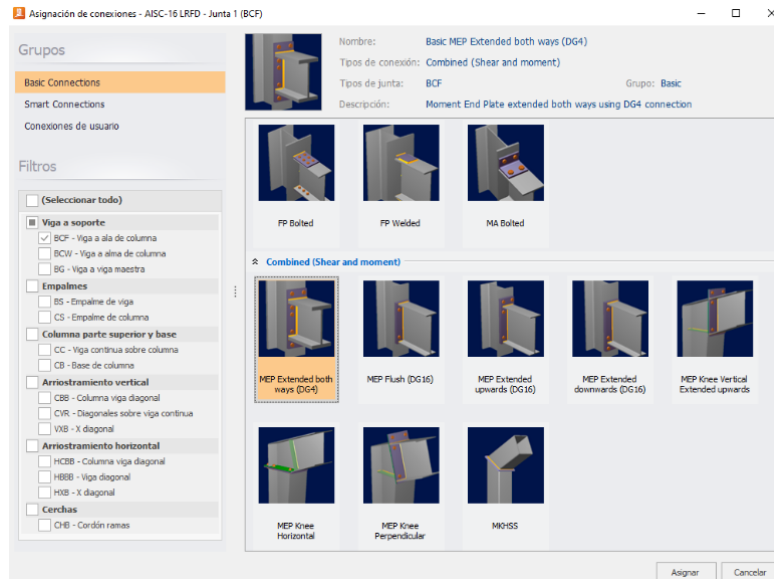 Asignación de conexiones - AISC-16 LRFD - Junta 1 (BCF)
Grupos
Basic Connections
Smart Connections
Conexiones de usuario
Filtros
(Seleccionar todo)
Viga a soporte
BCF - Viga a ala de columna
BCW - Viga a alma de columna
BG - Viga a viga maestra
Empalmes
BS - Empalme de viga
CS - Empalme de columna
Columna parte superior y base
CC - Viga continua sobre columna
CB - Base de columna
Arriostramiento vertical
CBB - Columna viga diagonal
CVR - Diagonales sobre viga continua
VXB - X diagonal
Arriostramiento horizontal
HCBB - Columna viga diagonal
HBBB - Viga diagonal
HXB - X diagonal
Cerchas
CHB - Cordón ramas
Nombre: Basic MEP Extended both ways (DG4)
Tipos de conexión: Combined (Shear and moment)
Tipos de junta: BCF Grupo: Basic
Descripción: Moment End Plate extended both ways using DG4 connection
FP Bolted
FP Welded
MA Bolted
Combined (Shear and moment)
MEP Extended both
ways (DG4)
MEP Flush (DG16)
MEP Extended
upwards (DG16)
MEP Extended
downwards (DG16)
MEP Knee Vertical
Extended upwards
MEP Knee
Horizontal
MEP Knee
Perpendicular
MKHSS
Asignar
Cancelar